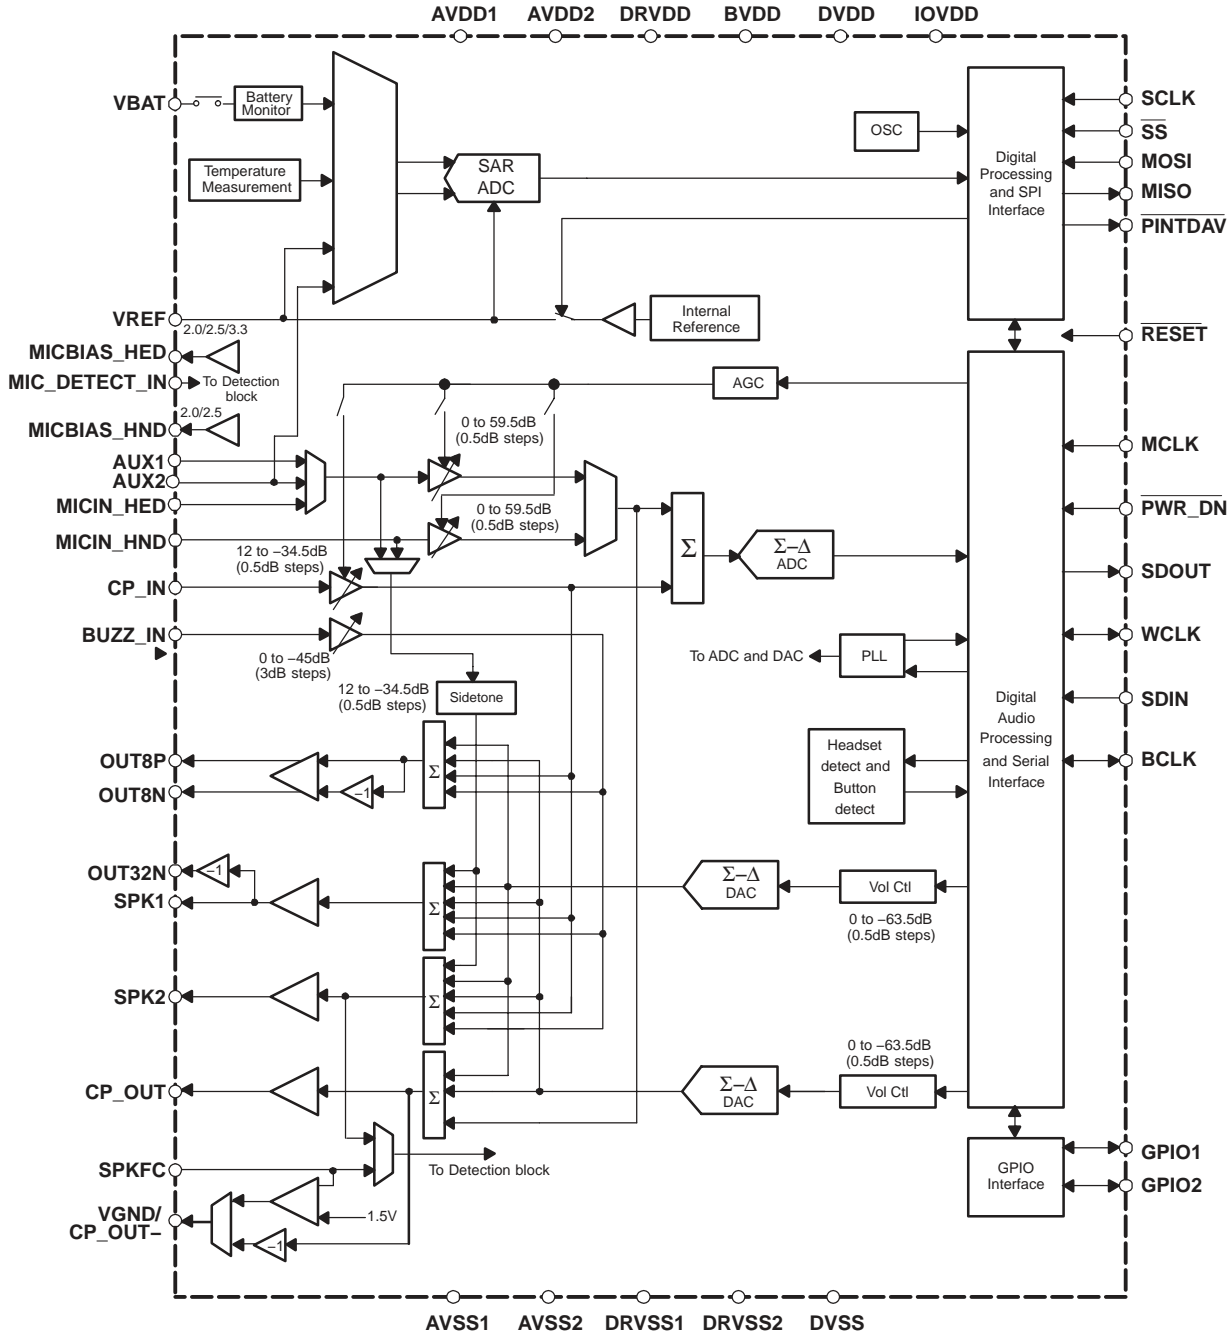 AVDD1 AVDD2 DRVDD BVDD DVDD IOVDD
VBAT
Battery
Monitor
Temperature
Measurement
SAR
ADC
OSC
Digital
Processing
and SPI
Interface
SCLK
SS
MOSI
MISO
PINTDAV
VREF
Internal
Reference
RESET
2.0/2.5/3.3
MICBIAS_HED
MIC_DETECT_IN
To Detection
block
AGC
2.0/2.5
MICBIAS_HND
0 to 59.5dB
(0.5dB steps)
MCLK
AUX1
AUX2
MICIN_HED
0 to 59.5dB
(0.5dB steps)
PWR_DN
MICIN_HND
12 to −34.5dB
(0.5dB steps)
Σ
Σ−Δ
ADC
SDOUT
CP_IN
BUZZ_IN
0 to −45dB
(3dB steps)
WCLK
To ADC and DAC
PLL
12 to −34.5dB
(0.5dB steps)
Sidetone
Digital
Audio
Processing
and Serial
Interface
SDIN
OUT8P
OUT8N
−1
Σ
Headset
detect and
Button
detect
BCLK
OUT32N
−1
SPK1
Σ
Σ−Δ
DAC
Vol Ctl
0 to −63.5dB
(0.5dB steps)
SPK2
Σ
0 to −63.5dB
(0.5dB steps)
CP_OUT
Σ
Σ−Δ
DAC
Vol Ctl
SPKFC
To Detection block
GPIO
Interface
GPIO1
GPIO2
VGND/
CP_OUT−
1.5V
−1
AVSS1 AVSS2 DRVSS1 DRVSS2 DVSS